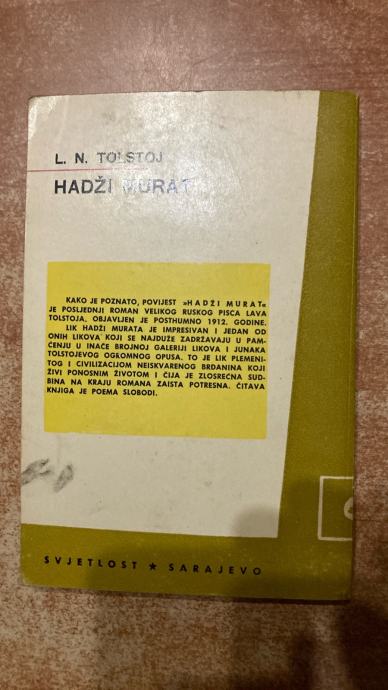 L. N. TOLSTOJ
HADŽI MURAT
KAKO JE POZNATO, POVIJEST »HADŽI MURAT«
JE POSLJEDNJI ROMAN VELIKOG RUSKOG PISCA LAVA
TOLSTOJA. OBJAVLJEN JE POSTHUMNO 1912. GODINE.
LIK HADŽI MURATA JE IMPRESIVAN I JEDAN OD
ONIH LIKOVA KOJI SE NAJDUŽE ZADRŽAVAJU U PAM-
ĆENJU U INAČE BROJNOJ GALERIJI LIKOVA I JUNAKA
TOLSTOJEVOG OGROMNOG OPUSA. TO JE LIK PLEMENI-
TOG I CIVILIZACIJOM NEISKVARENOG BRĐANINA KOJI
ŽIVI PONOSNIM ŽIVOTOM I ČIJA JE ZLOSREĆNA SUD-
BINA NA KRAJU ROMANA ZAISTA POTRESNA. ČITAVA
KNJIGA JE POEMA SLOBODI.
SVJETLOST ★ SARAJEVO